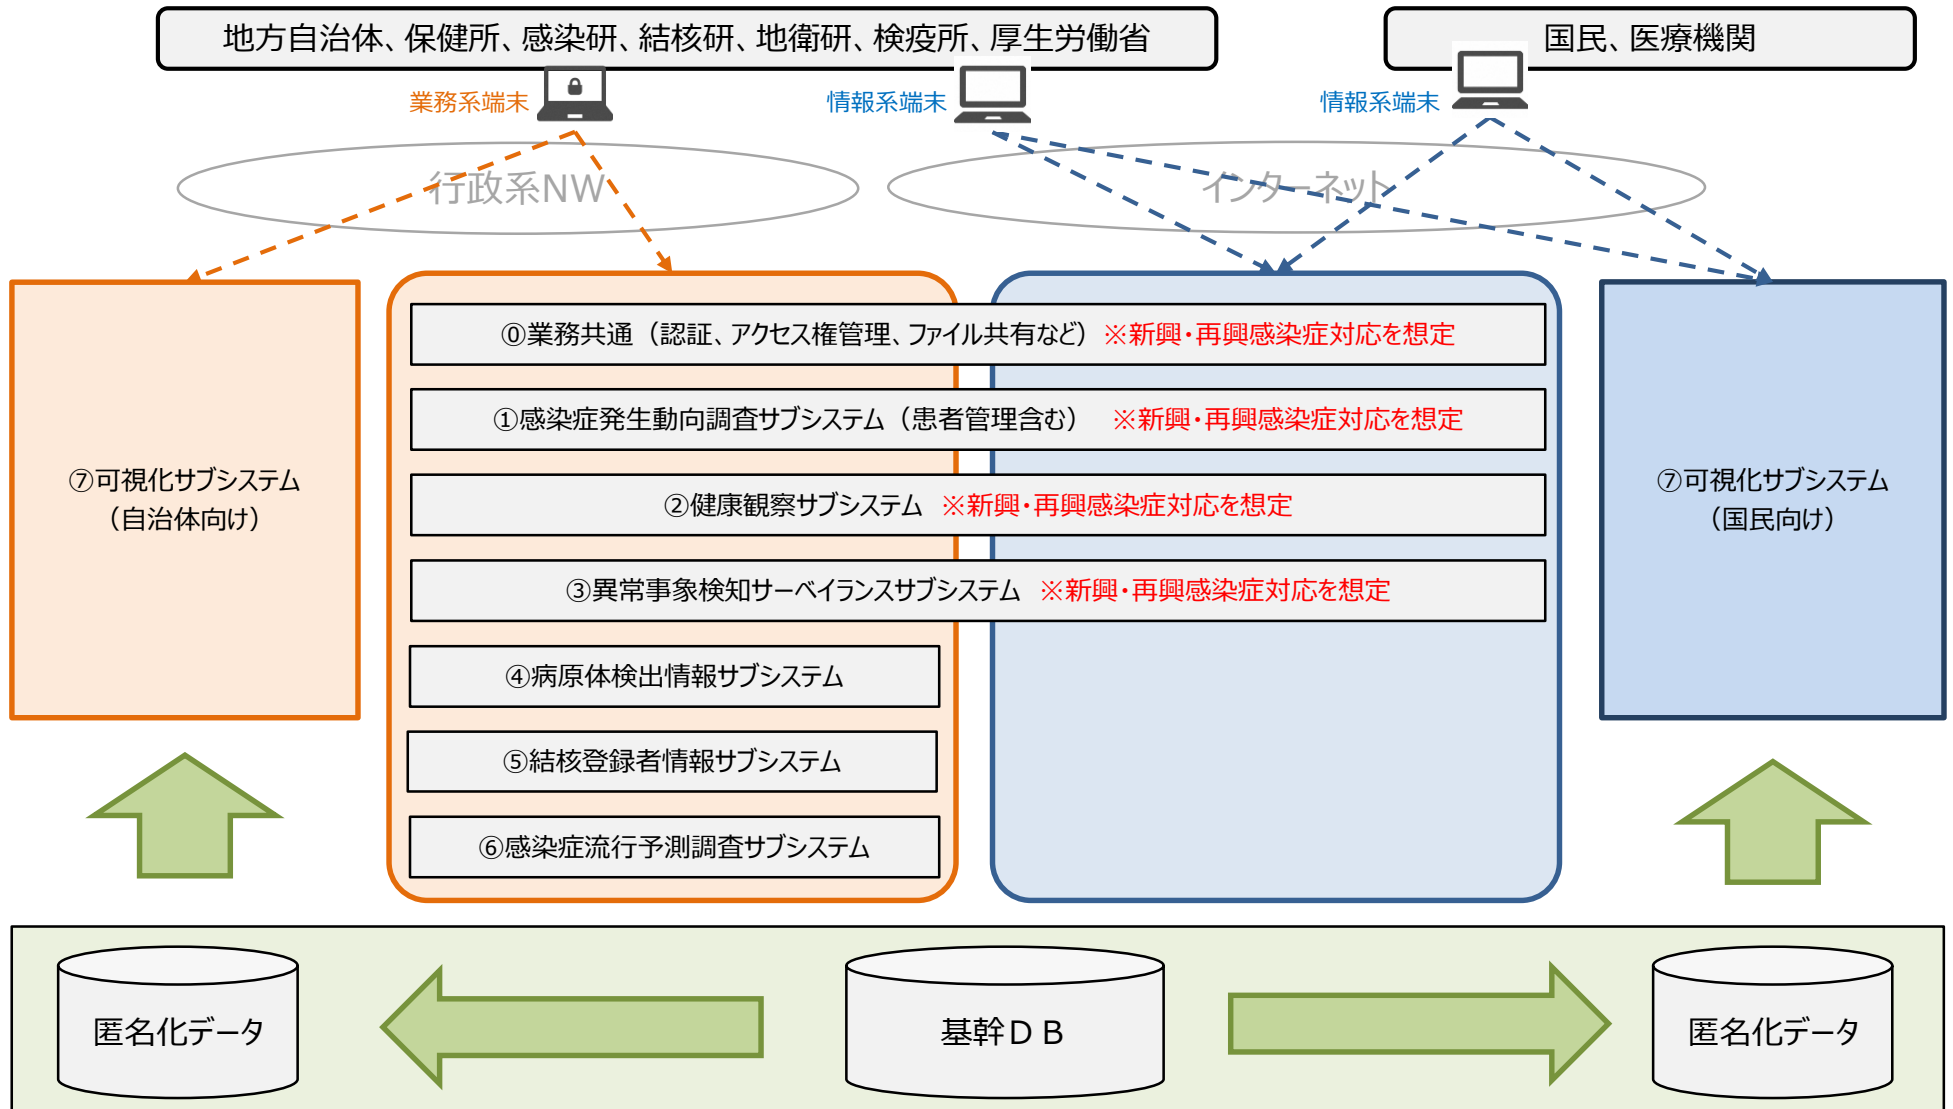 地方自治体、保健所、感染研、結核研、地衛研、検疫所、厚生労働省
国民、医療機関
業務系端末
情報系端末
情報系端末
行政系NW
インターネット
⓪業務共通（認証、アクセス権管理、ファイル共有など）※新興・再興感染症対応を想定
①感染症発生動向調査サブシステム（患者管理含む）　※新興・再興感染症対応を想定
②健康観察サブシステム　※新興・再興感染症対応を想定
③異常事象検知サーベイランスサブシステム　※新興・再興感染症対応を想定
④病原体検出情報サブシステム
⑤結核登録者情報サブシステム
⑥感染症流行予測調査サブシステム
⑦可視化サブシステム
（自治体向け）
⑦可視化サブシステム
（国民向け）
匿名化データ
基幹ＤＢ
匿名化データ